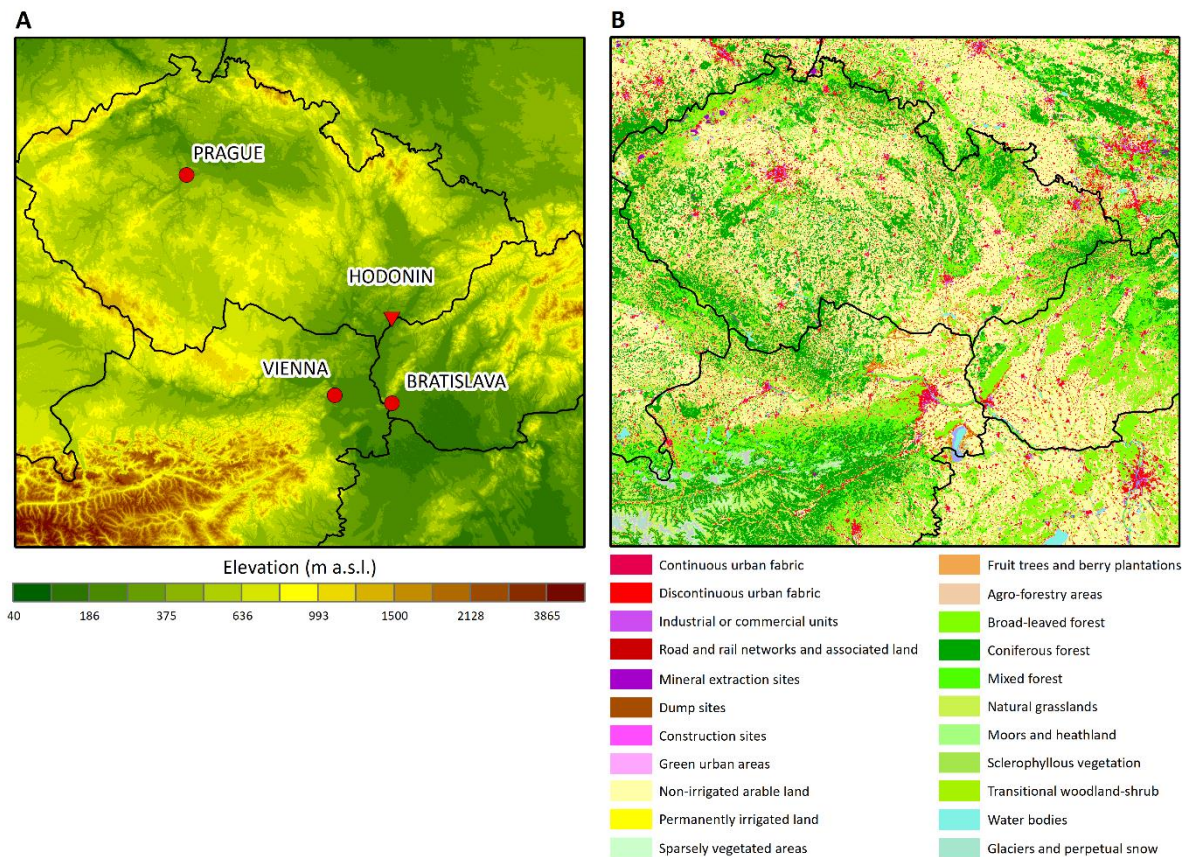 A
B
PRAGUE
HODONIN
VIENNA
BRATISLAVA
Elevation (m a.s.l.)
40 186 375 636 993 1500 2128 3865
Continuous urban fabric
Discontinuous urban fabric
Industrial or commercial units
Road and rail networks and associated land
Mineral extraction sites
Dump sites
Construction sites
Green urban areas
Non-irrigated arable land
Permanently irrigated land
Sparsely vegetated areas
Fruit trees and berry plantations
Agro-forestry areas
Broad-leaved forest
Coniferous forest
Mixed forest
Natural grasslands
Moors and heathland
Sclerophyllous vegetation
Transitional woodland-shrub
Water bodies
Glaciers and perpetual snow